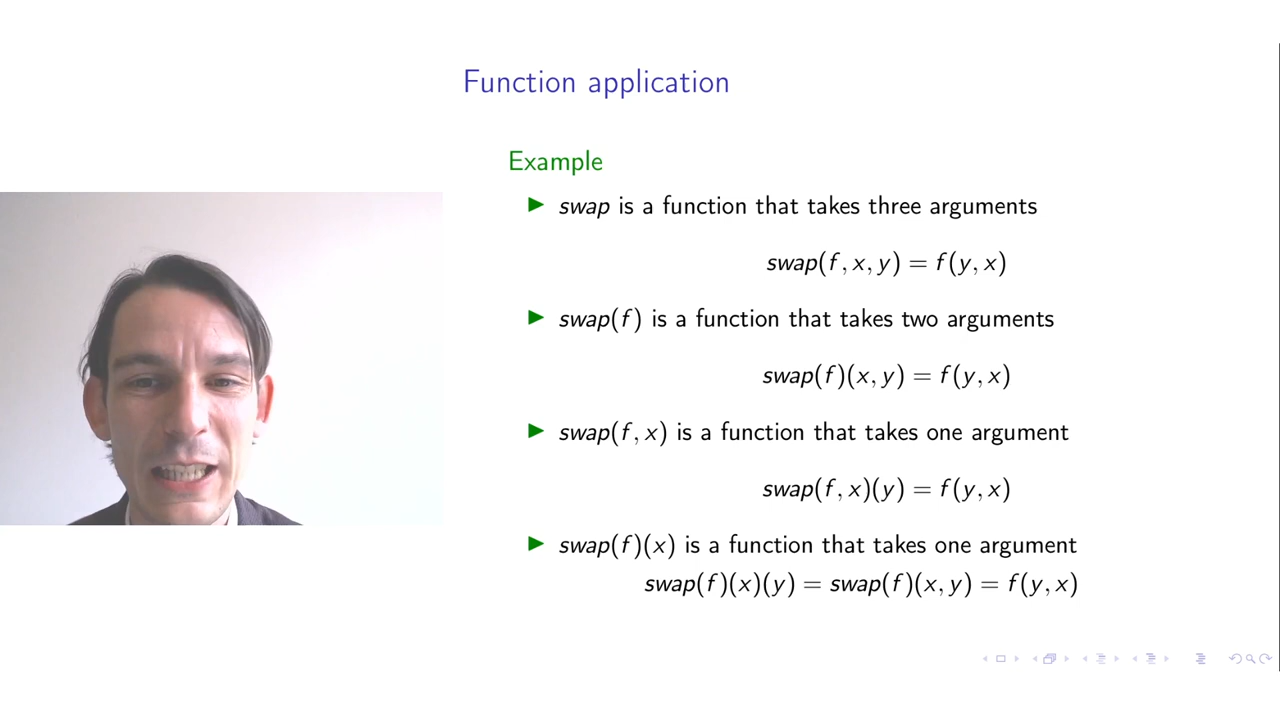 Function application
Example
▶ swap is a function that takes three arguments
swap(f, x, y) = f(y, x)
▶ swap(f) is a function that takes two arguments
swap(f)(x, y) = f(y, x)
▶ swap(f, x) is a function that takes one argument
swap(f, x)(y) = f(y, x)
▶ swap(f)(x) is a function that takes one argument
swap(f)(x)(y) = swap(f)(x, y) = f(y, x)